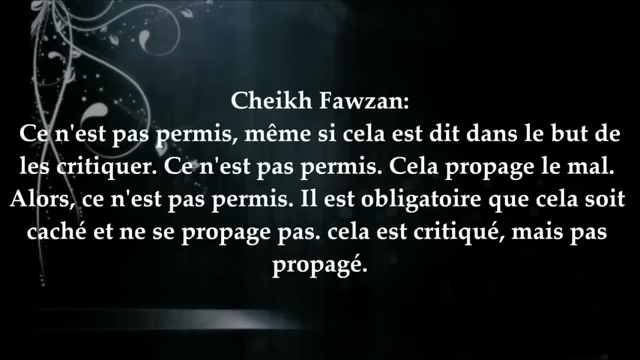 Cheikh Fawzan:
Ce n'est pas permis, même si cela est dit dans le but de
les critiquer. Ce n'est pas permis. Cela propage le mal.
Alors, ce n'est pas permis. Il est obligatoire que cela soit
caché et ne se propage pas. cela est critiqué, mais pas
propagé.